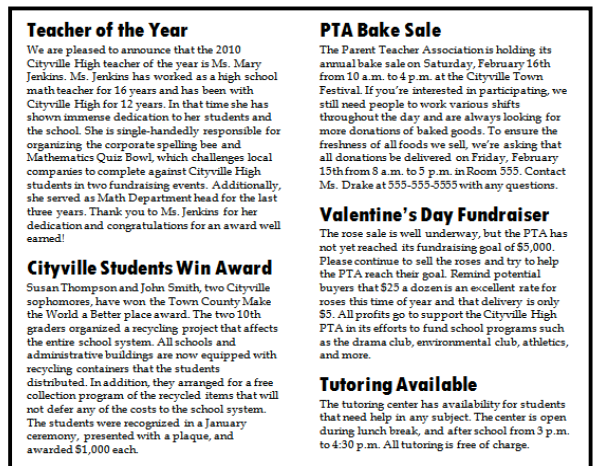 Teacher of the Year
We are pleased to announce that the 2010
Cityville High teacher of the year is Ms. Mary
Jenkins. Ms. Jenkins has worked as a high school
math teacher for 16 years and has been with
Cityville High for 12 years. In that time she has
shown immense dedication to her students and
the school. She is single-handedly responsible for
organizing the corporate spelling bee and
Mathematics Quiz Bowl, which challenges local
companies to complete against Cityville High
students in two fundraising events. Additionally,
she served as Math Department head for the last
three years. Thank you to Ms. Jenkins for her
dedication and congratulations for an award well
earned!
Cityville Students Win Award
Susan Thompson and John Smith, two Cityville
sophomores, have won the Town County Make
the World a Better place award. The two 10th
graders organized a recycling project that affects
the entire school system. All schools and
administrative buildings are now equipped with
recycling containers that the students
distributed. In addition, they arranged for a free
collection program of the recycled items that will
not defer any of the costs to the school system.
The students were recognized in a January
ceremony, presented with a plaque, and
awarded $1,000 each.
PTA Bake Sale
The Parent Teacher Association is holding its
annual bake sale on Saturday, February 16th
from 10 a.m. to 4 p.m. at the Cityville Town
Festival. If you're interested in participating, we
still need people to work various shifts
throughout the day and are always looking for
more donations of baked goods. To ensure the
freshness of all foods we sell, we're asking that
all donations be delivered on Friday, February
15th from 8 a.m. to 5 p.m. in Room 555. Contact
Ms. Drake at 555-555-5555 with any questions.
Valentine's Day Fundraiser
The rose sale is well underway, but the PTA has
not yet reached its fundraising goal of $5,000.
Please continue to sell the roses and try to help
the PTA reach their goal. Remind potential
buyers that $25 a dozen is an excellent rate for
roses this time of year and that delivery is only
$5. All profits go to support the Cityville High
PTA in its efforts to fund school programs such
as the drama club, environmental club, athletics,
and more.
Tutoring Available
The tutoring center has availability for students
that need help in any subject. The center is open
during lunch break, and after school from 3 p.m.
to 4:30 p.m. All tutoring is free of charge.